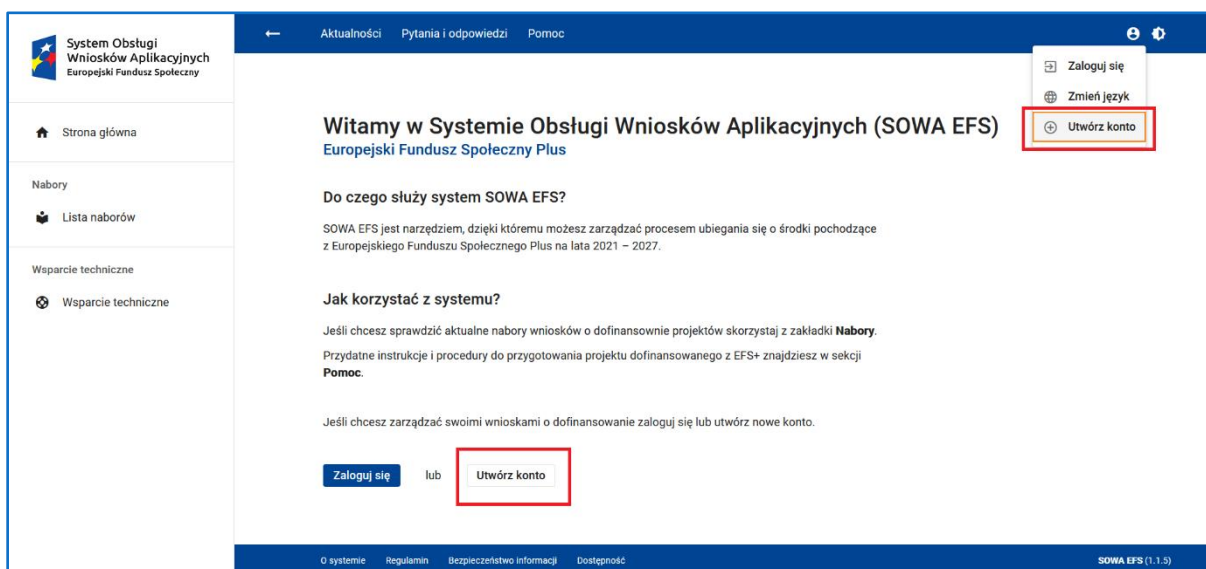 System Obsługi
Wniosków Aplikacyjnych
Europejski Fundusz Społeczny
Strona główna
Nabory
Lista naborów
Wsparcie techniczne
Wsparcie techniczne
Aktualności Pytania i odpowiedzi Pomoc
Zaloguj się
Zmień język
Utwórz konto
Witamy w Systemie Obsługi Wniosków Aplikacyjnych (SOWA EFS)
Europejski Fundusz Społeczny Plus
Do czego służy system SOWA EFS?
SOWA EFS jest narzędziem, dzięki któremu możesz zarządzać procesem ubiegania się o środki pochodzące
z Europejskiego Funduszu Społecznego Plus na lata 2021 – 2027.
Jak korzystać z systemu?
Jeśli chcesz sprawdzić aktualne nabory wniosków o dofinansownie projektów skorzystaj z zakładki Nabory.
Przydatne instrukcje i procedury do przygotowania projektu dofinansowanego z EFS+ znajdziesz w sekcji
Pomoc.
Jeśli chcesz zarządzać swoimi wnioskami o dofinansowanie zaloguj się lub utwórz nowe konto.
Zaloguj się lub Utwórz konto
O systemie Regulamin Bezpieczeństwo informacji Dostępność SOWA EFS (1.1.5)